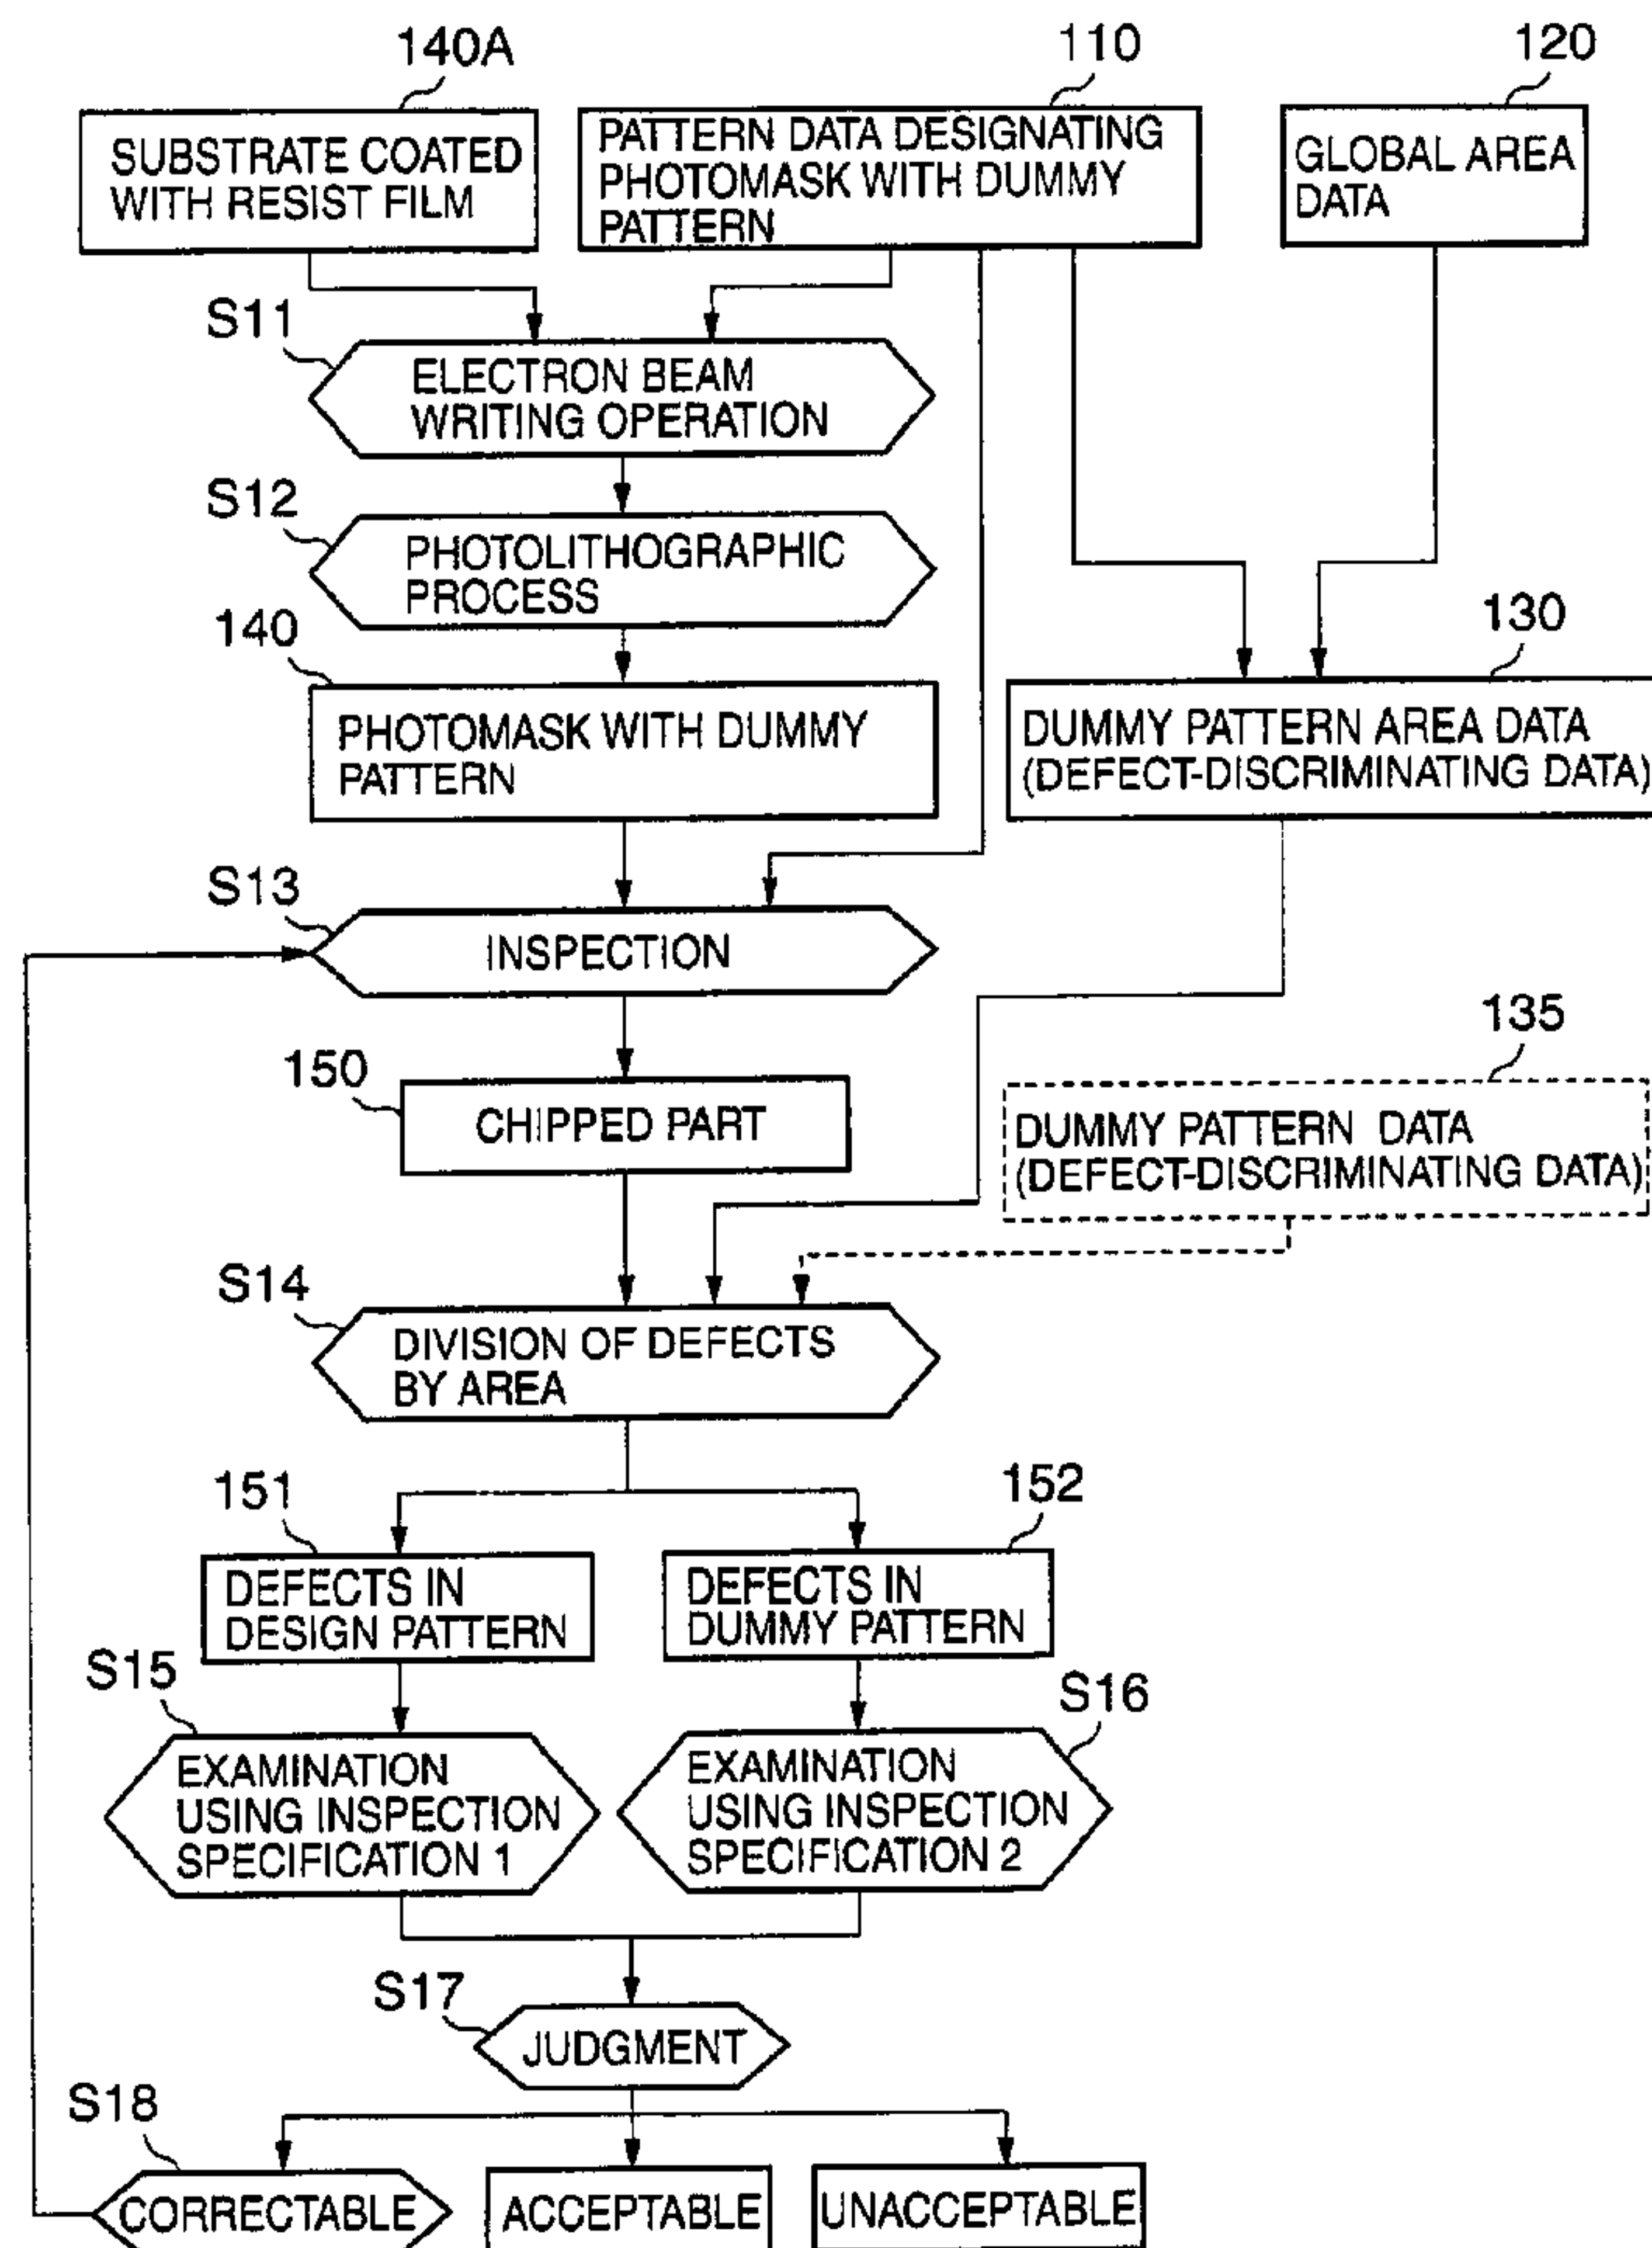 140A
110
120
SUBSTRATE COATED
WITH RESIST FILM
PATTERN DATA DESIGNATING
PHOTOMASK WITH DUMMY
PATTERN
GLOBAL AREA
DATA
S11
ELECTRON BEAM
WRITING OPERATION
S12
PHOTOLITHOGRAPHIC
PROCESS
140
PHOTOMASK WITH DUMMY
PATTERN
130
DUMMY PATTERN AREA DATA
(DEFECT-DISCRIMINATING DATA)
S13
INSPECTION
150
CHIPPED PART
135
DUMMY PATTERN DATA
(DEFECT-DISCRIMINATING DATA)
S14
DIVISION OF DEFECTS
BY AREA
151
DEFECTS IN
DESIGN PATTERN
152
DEFECTS IN
DUMMY PATTERN
S15
EXAMINATION
USING INSPECTION
SPECIFICATION 1
S16
EXAMINATION
USING INSPECTION
SPECIFICATION 2
S17
JUDGMENT
S18
CORRECTABLE
ACCEPTABLE
UNACCEPTABLE